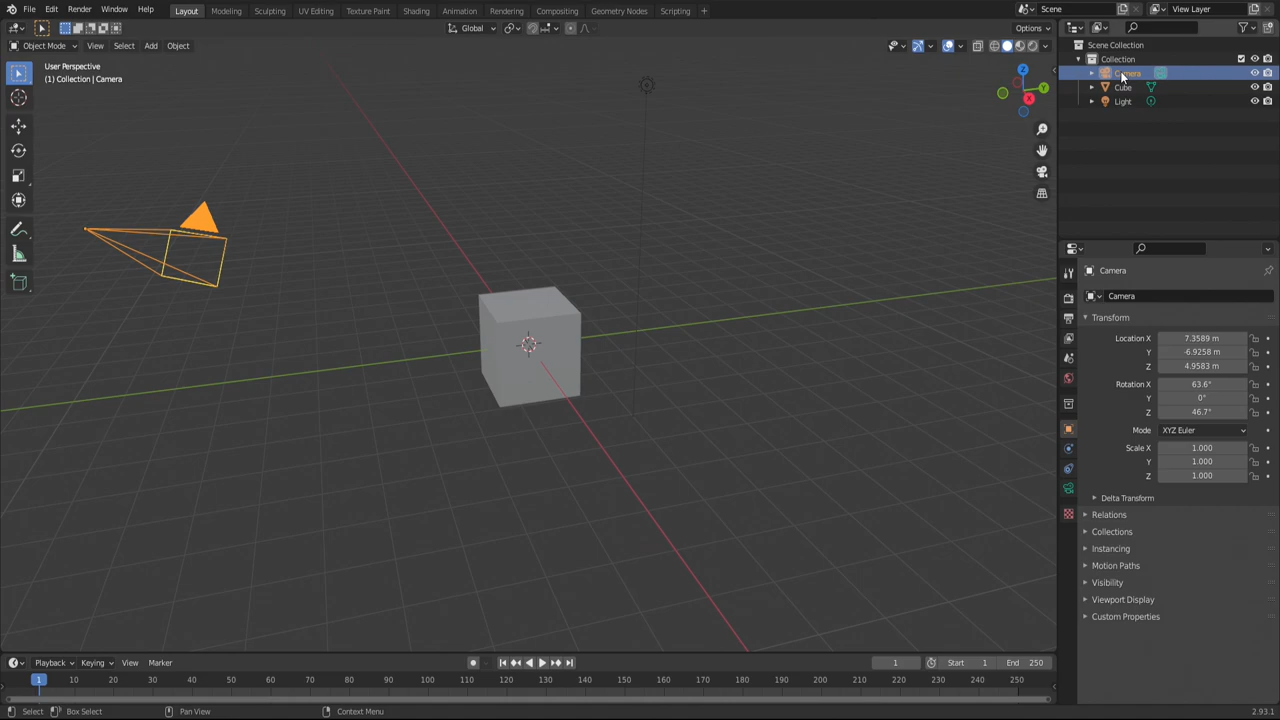 File Edit Render Window Help Layout Modeling Sculpting UV Editing Texture Paint Shading Animation Rendering Compositing Geometry Nodes Scripting + Scene View Layer
Global Options
Object Mode View Select Add Object
User Perspective
(1) Collection | Camera
Z
Y
X
Scene Collection
Collection
Camera
Cube
Light
Camera
Camera
Transform
Location X 7.3589 m
Y -6.9258 m
Z 4.9583 m
Rotation X 63.6°
Y 0°
Z 46.7°
Mode XYZ Euler
Scale X 1.000
Y 1.000
Z 1.000
Delta Transform
Relations
Collections
Instancing
Motion Paths
Visibility
Viewport Display
Custom Properties
Playback Keying View Marker 1 Start 1 End 250
1 10 20 30 40 50 60 70 80 90 100 110 120 130 140 150 160 170 180 190 200 210 220 230 240 250
Select Box Select Pan View Context Menu 2.93.1